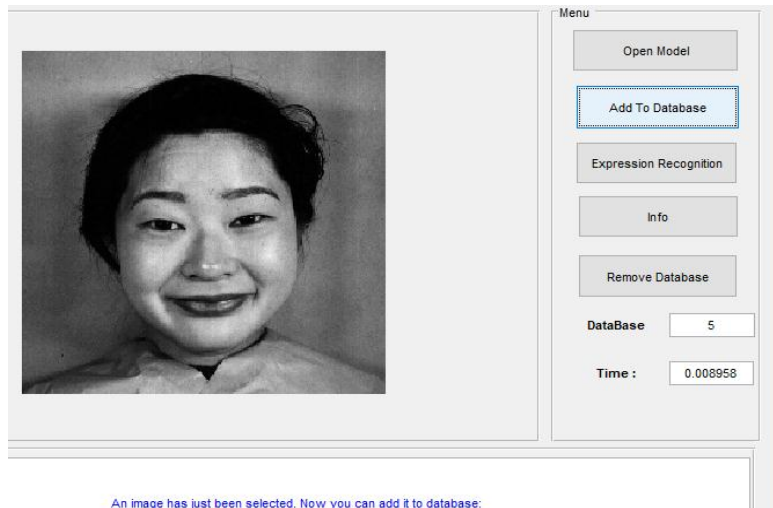 Menu
Open Model
Add To Database
Expression Recognition
Info
Remove Database
DataBase 5
Time : 0.008958
An image has just been selected. Now you can add it to database: